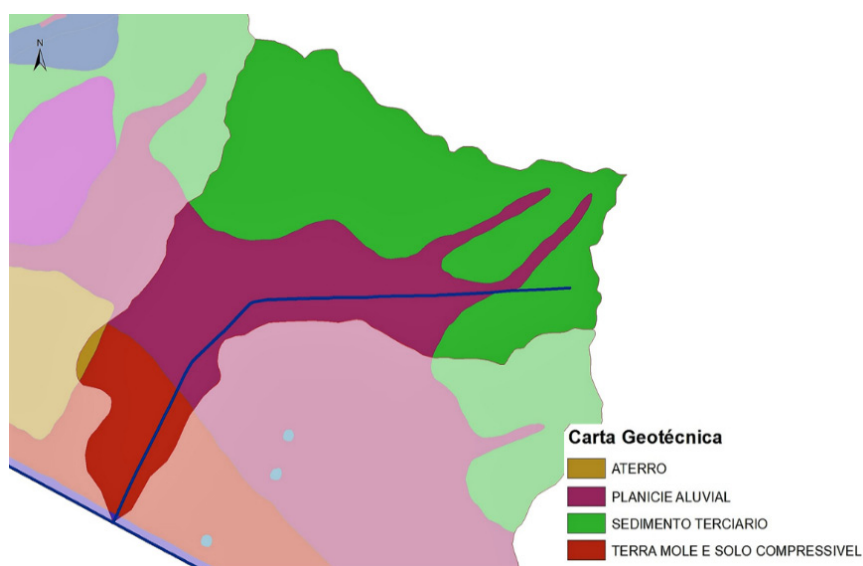 N
Carta Geotécnica
ATERRO
PLANICIE ALUVIAL
SEDIMENTO TERCIARIO
TERRA MOLE E SOLO COMPRESSIVEL